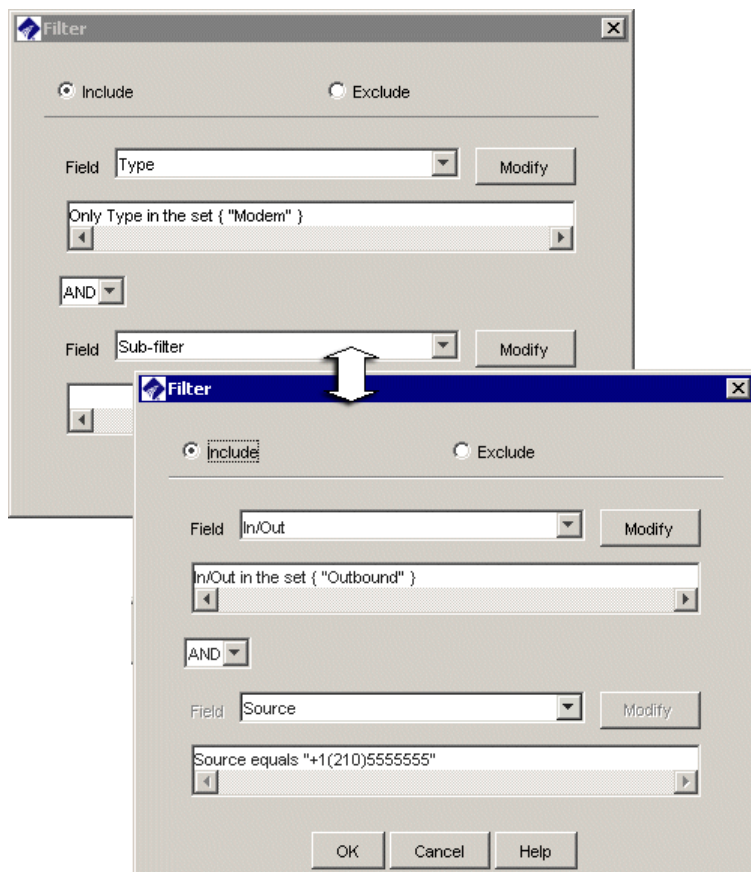 Filter
Include Exclude
Field Type Modify
Only Type in the set { "Modem" }
AND
Field Sub-filter Modify
Filter
Include Exclude
Field In/Out Modify
In/Out in the set { "Outbound" }
AND
Field Source Modify
Source equals "+1(210)5555555"
OK Cancel Help